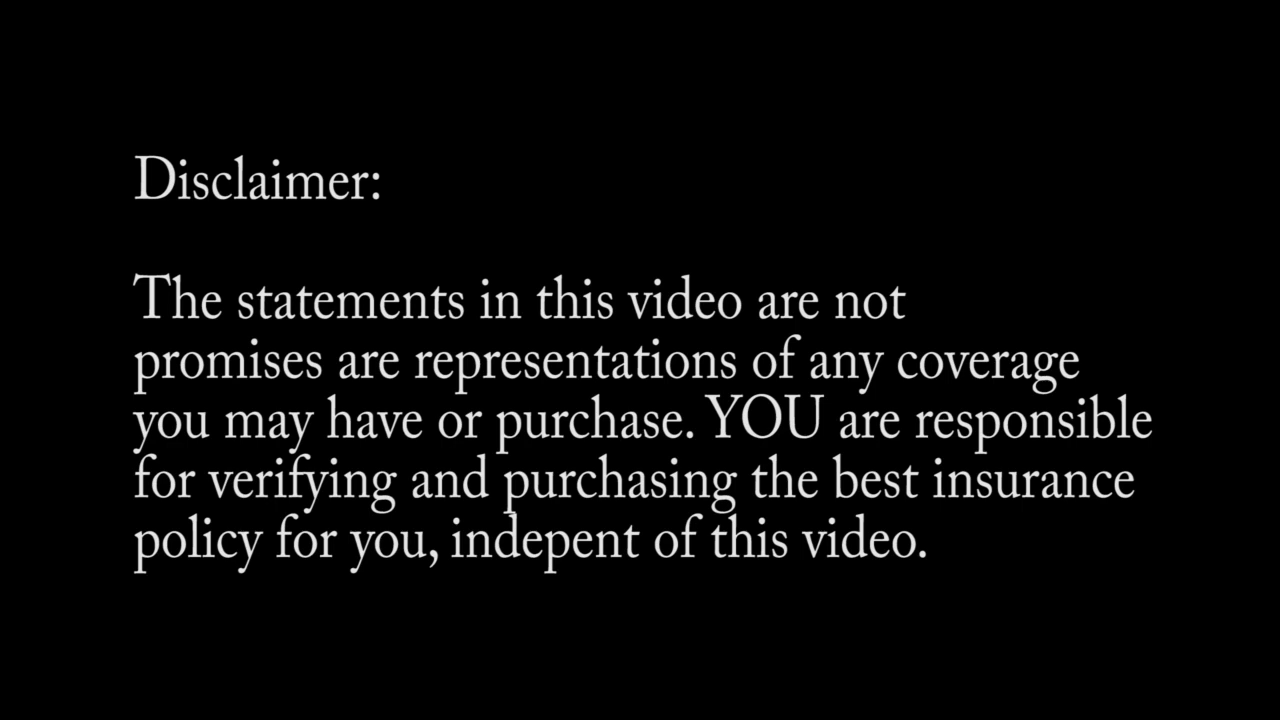 Disclaimer:
The statements in this video are not
promises are representations of any coverage
you may have or purchase. YOU are responsible
for verifying and purchasing the best insurance
policy for you, indepent of this video.